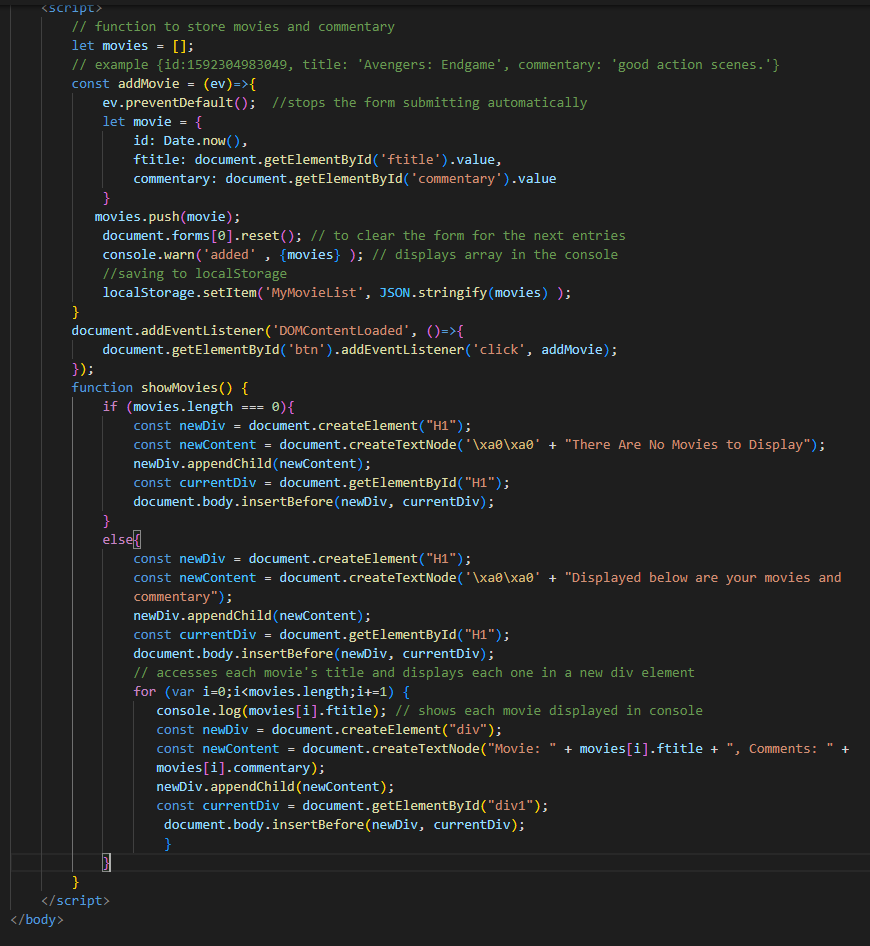 <script>
// function to store movies and commentary
let movies = [];
// example {id:1592304983049, title: 'Avengers: Endgame', commentary: 'good action scenes.'}
const addMovie = (ev)=>{
ev.preventDefault();  //stops the form submitting automatically
let movie = {
id: Date.now(),
ftitle: document.getElementById('ftitle').value,
commentary: document.getElementById('commentary').value
}
movies.push(movie);
document.forms[0].reset(); // to clear the form for the next entries
console.warn('added' , {movies} ); // displays array in the console
//saving to localStorage
localStorage.setItem('MyMovieList', JSON.stringify(movies) );
}
document.addEventListener('DOMContentLoaded', ()=>{
document.getElementById('btn').addEventListener('click', addMovie);
});
function showMovies() {
if (movies.length === 0){
const newDiv = document.createElement("H1");
const newContent = document.createTextNode('\xa0\xa0' + "There Are No Movies to Display");
newDiv.appendChild(newContent);
const currentDiv = document.getElementById("H1");
document.body.insertBefore(newDiv, currentDiv);
}
else{
const newDiv = document.createElement("H1");
const newContent = document.createTextNode('\xa0\xa0' + "Displayed below are your movies and
commentary");
newDiv.appendChild(newContent);
const currentDiv = document.getElementById("H1");
document.body.insertBefore(newDiv, currentDiv);
// accesses each movie's title and displays each one in a new div element
for (var i=0;i<movies.length;i+=1) {
console.log(movies[i].ftitle); // shows each movie displayed in console
const newDiv = document.createElement("div");
const newContent = document.createTextNode("Movie: " + movies[i].ftitle + ", Comments: " +
movies[i].commentary);
newDiv.appendChild(newContent);
const currentDiv = document.getElementById("div1");
document.body.insertBefore(newDiv, currentDiv);
}
}
}
</script>
</body>